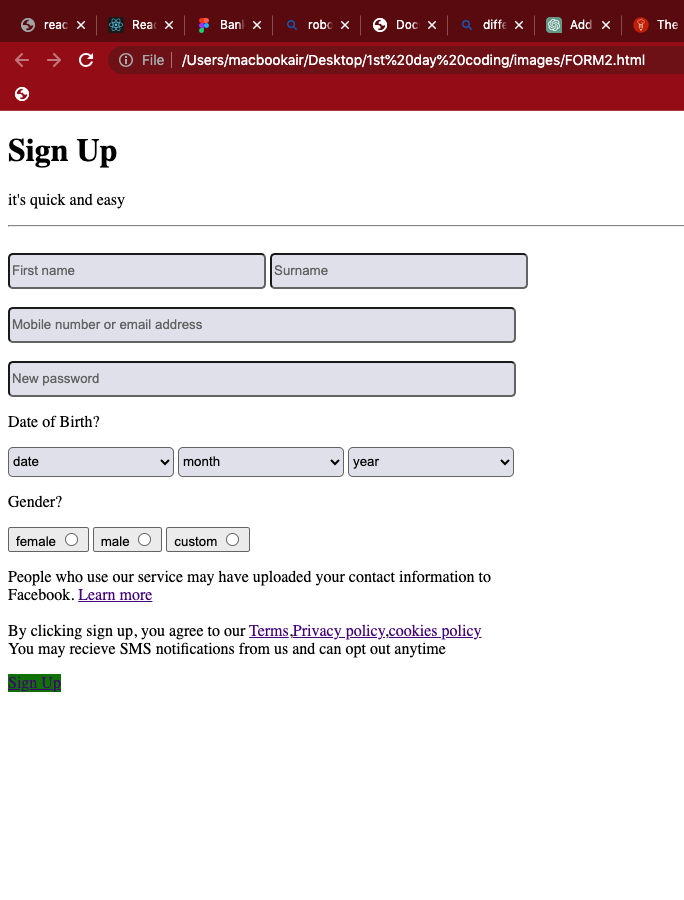 reac Reac Ban robo Doc diffe Add The
File /Users/macbookair/Desktop/1st%20day%20coding/images/FORM2.html
Sign Up
it's quick and easy
First name Surname
Mobile number or email address
New password
Date of Birth?
date month year
Gender?
female male custom
People who use our service may have uploaded your contact information to
Facebook. Learn more
By clicking sign up, you agree to our Terms,Privacy policy,cookies policy
You may recieve SMS notifications from us and can opt out anytime
Sign Up